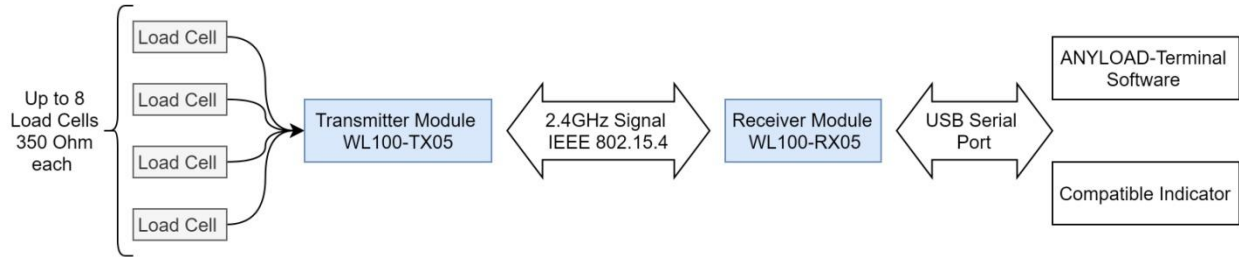 Up to 8
Load Cells
350 Ohm
each
Load Cell
Load Cell
Load Cell
Load Cell
Transmitter Module
WL100-TX05
2.4GHz Signal
IEEE 802.15.4
Receiver Module
WL100-RX05
USB Serial
Port
ANYLOAD-Terminal
Software
Compatible Indicator